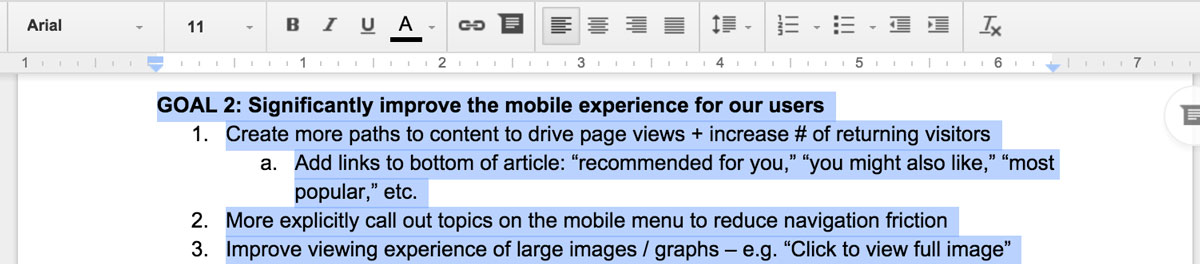 Arial 11 B I U A
1 1 2 3 4 5 6 7
GOAL 2: Significantly improve the mobile experience for our users
1. Create more paths to content to drive page views + increase # of returning visitors
a. Add links to bottom of article: “recommended for you,” “you might also like,” “most
popular,” etc.
2. More explicitly call out topics on the mobile menu to reduce navigation friction
3. Improve viewing experience of large images / graphs – e.g. “Click to view full image”